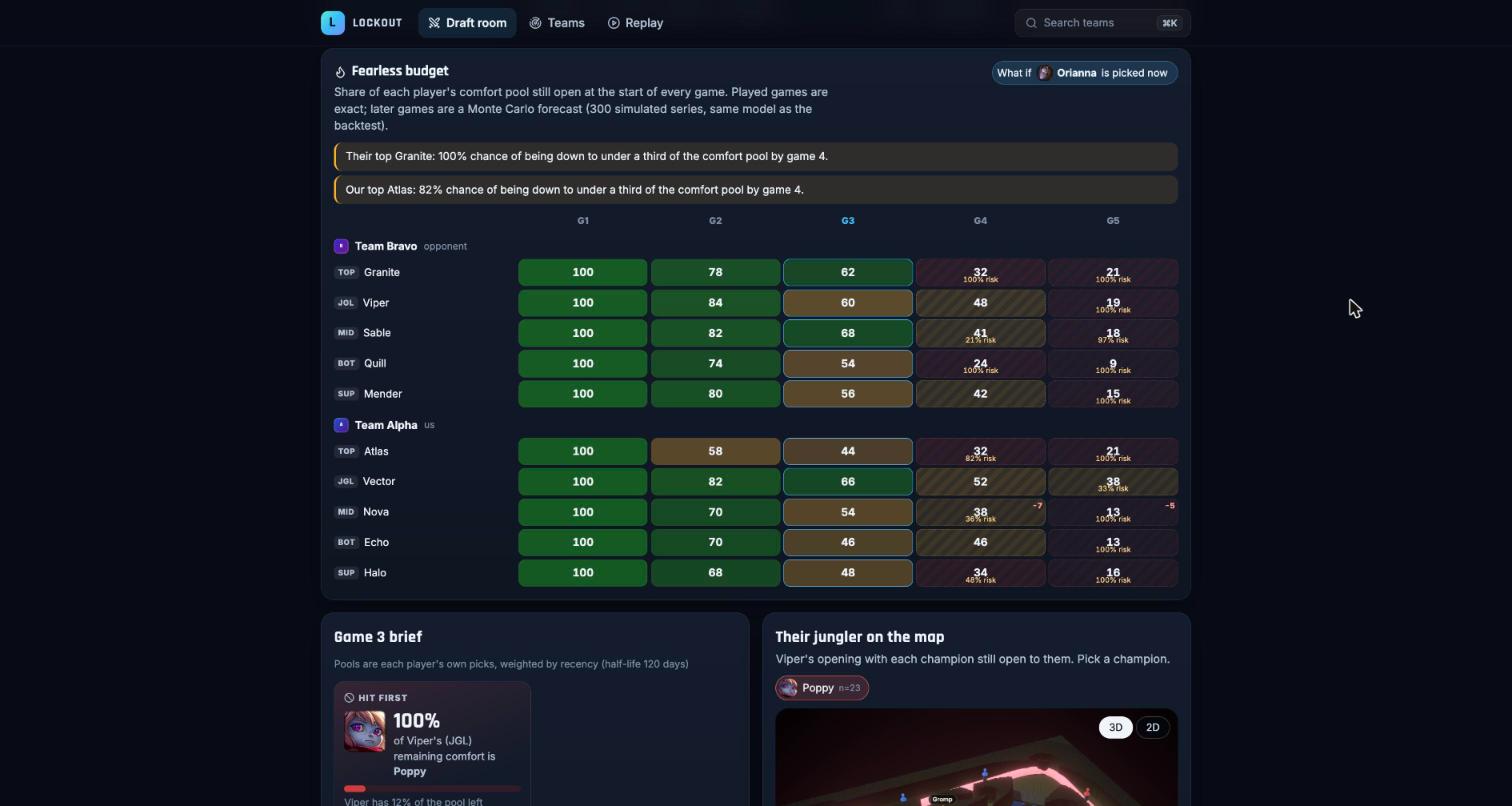 L LOCKOUT Draft room Teams Replay Search teams ⌘K
Fearless budget
What if Orianna is picked now
Share of each player's comfort pool still open at the start of every game. Played games are
exact; later games are a Monte Carlo forecast (300 simulated series, same model as the
backtest).
Their top Granite: 100% chance of being down to under a third of the comfort pool by game 4.
Our top Atlas: 82% chance of being down to under a third of the comfort pool by game 4.
G1 G2 G3 G4 G5
Team Bravo opponent
TOP Granite 100 78 62 32 100% risk 21 100% risk
JGL Viper 100 84 60 48 19 100% risk
MID Sable 100 82 68 41 21% risk 18 97% risk
BOT Quill 100 74 54 24 100% risk 9 100% risk
SUP Mender 100 80 56 42 15 100% risk
Team Alpha us
TOP Atlas 100 58 44 32 82% risk 21 100% risk
JGL Vector 100 82 66 52 38 33% risk
MID Nova 100 70 54 38 -7 36% risk 13 -5 100% risk
BOT Echo 100 70 46 46 13 100% risk
SUP Halo 100 68 48 34 46% risk 16 100% risk
Game 3 brief
Pools are each player's own picks, weighted by recency (half-life 120 days)
HIT FIRST
100%
of Viper's (JGL)
remaining comfort is
Poppy
Viper has 12% of the pool left
Their jungler on the map
Viper's opening with each champion still open to them. Pick a champion.
Poppy n=23
3D 2D
Gromp